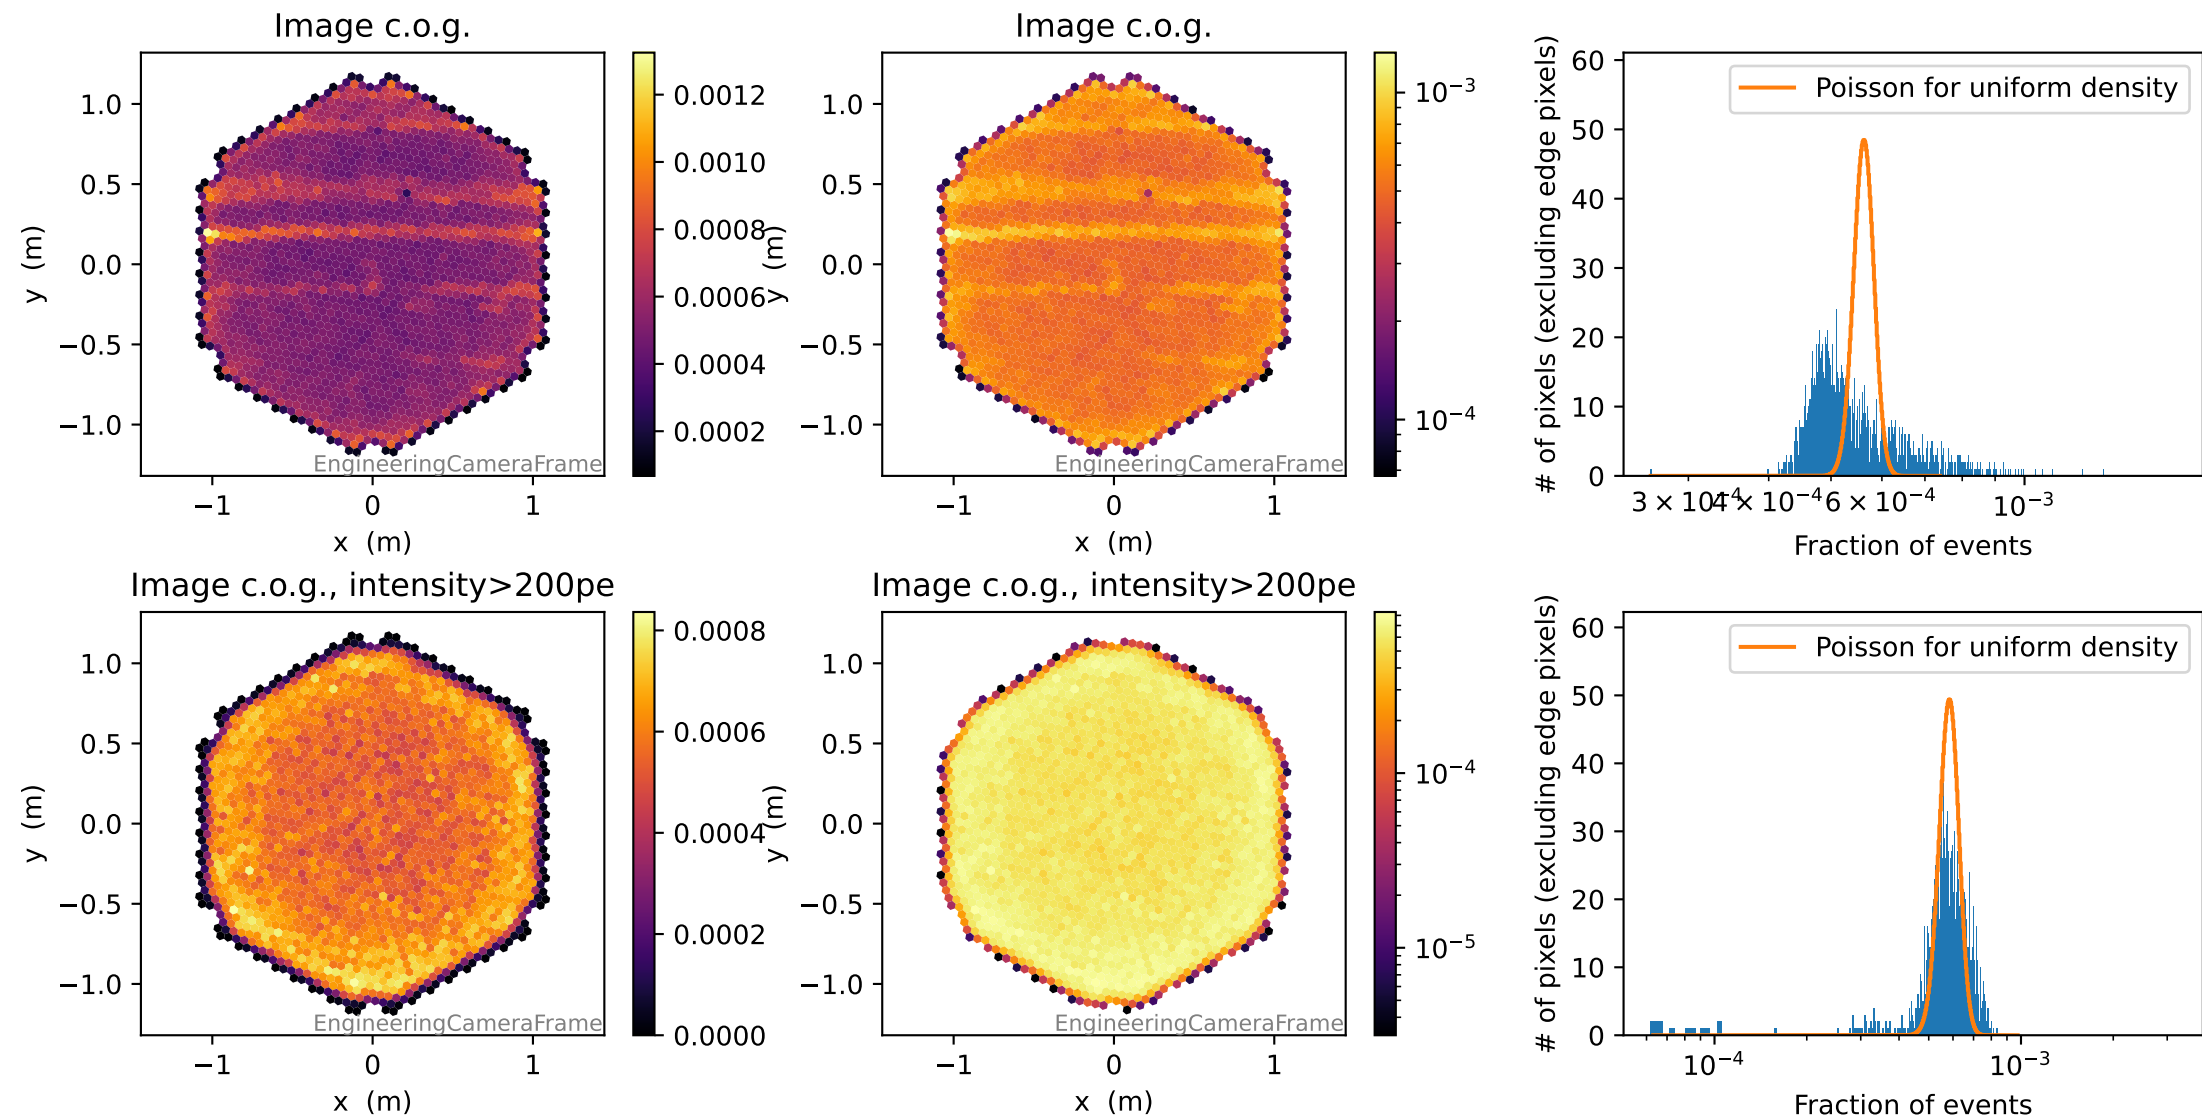 Image c.o.g.
1.0
0.5
0.0
−0.5
−1.0
y (m)
−1 0 1
x (m)
EngineeringCameraFrame
0.0012
0.0010
0.0008
0.0006
0.0004
0.0002
Image c.o.g.
1.0
0.5
0.0
−0.5
−1.0
y (m)
−1 0 1
x (m)
EngineeringCameraFrame
10⁻³
10⁻⁴
60
50
40
30
20
10
0
# of pixels (excluding edge pixels)
Poisson for uniform density
3 × 10⁻⁴ 4 × 10⁻⁴ 6 × 10⁻⁴ 10⁻³
Fraction of events
Image c.o.g., intensity>200pe
1.0
0.5
0.0
−0.5
−1.0
y (m)
−1 0 1
x (m)
EngineeringCameraFrame
0.0008
0.0006
0.0004
0.0002
0.0000
Image c.o.g., intensity>200pe
1.0
0.5
0.0
−0.5
−1.0
y (m)
−1 0 1
x (m)
EngineeringCameraFrame
10⁻⁴
10⁻⁵
60
50
40
30
20
10
0
# of pixels (excluding edge pixels)
Poisson for uniform density
10⁻⁴ 10⁻³
Fraction of events